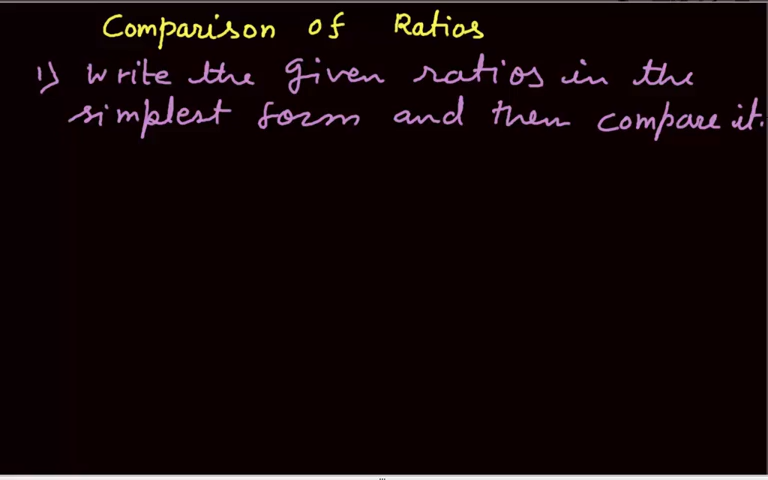 Comparison of Ratios
1) Write the given ratios in the
simplest form and then compare it.